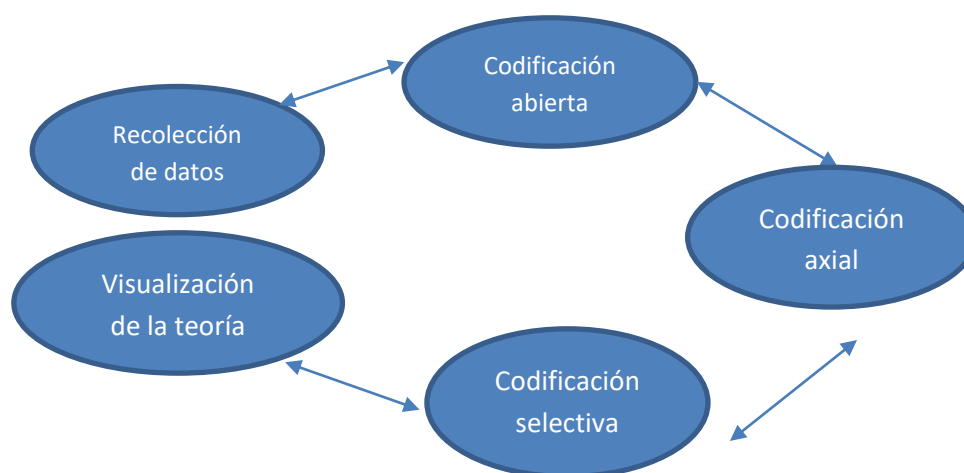 Codificación
abierta
Recolección
de datos
Codificación
axial
Visualización
de la teoría
Codificación
selectiva